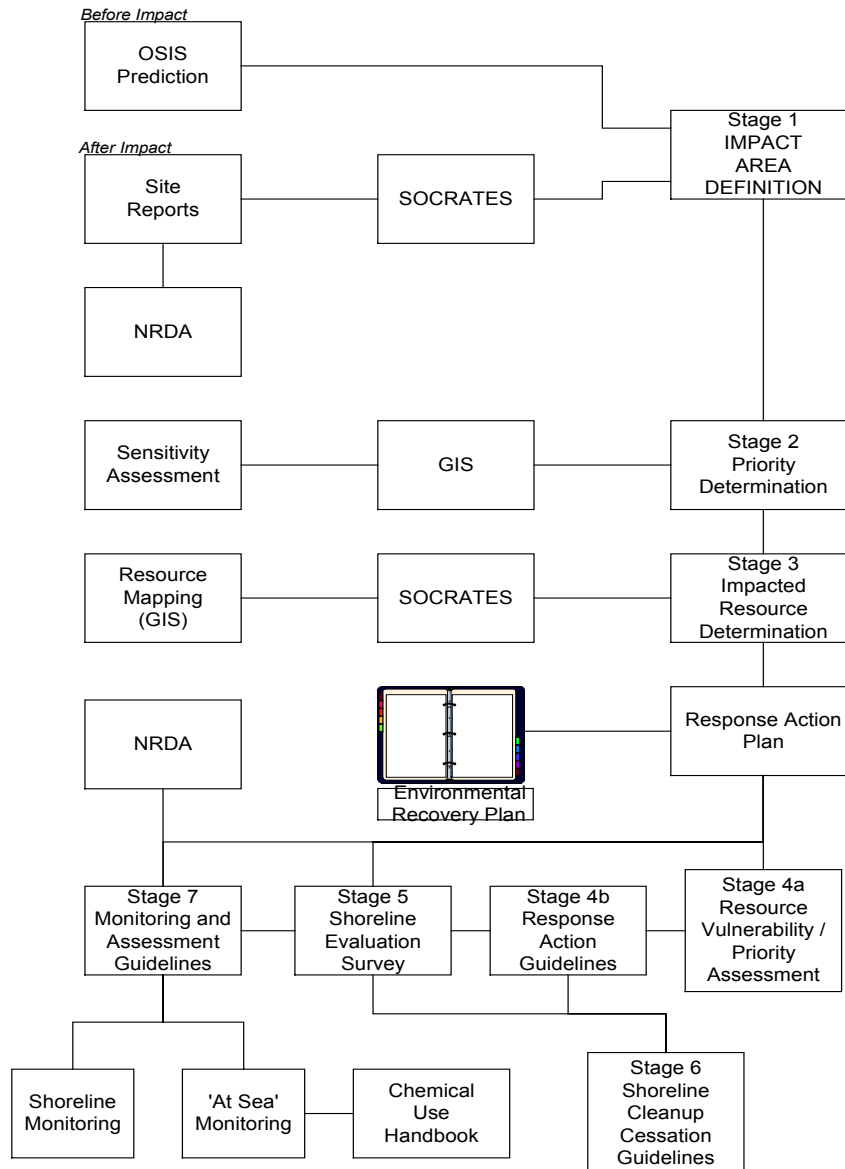 Before Impact
OSIS
Prediction
Stage 1
IMPACT
AREA
DEFINITION
After Impact
Site
Reports
SOCRATES
NRDA
Sensitivity
Assessment
GIS
Stage 2
Priority
Determination
Resource
Mapping
(GIS)
SOCRATES
Stage 3
Impacted
Resource
Determination
NRDA
Environmental
Recovery Plan
Response Action
Plan
Stage 7
Monitoring and
Assessment
Guidelines
Stage 5
Shoreline
Evaluation
Survey
Stage 4b
Response
Action
Guidelines
Stage 4a
Resource
Vulnerability /
Priority
Assessment
Shoreline
Monitoring
'At Sea'
Monitoring
Chemical
Use
Handbook
Stage 6
Shoreline
Cleanup
Cessation
Guidelines